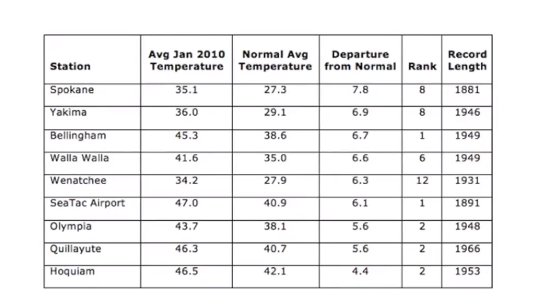 Station Avg Jan 2010 Temperature Normal Avg Temperature Departure from Normal Rank Record Length
Spokane 35.1 27.3 7.8 8 1881
Yakima 36.0 29.1 6.9 8 1946
Bellingham 45.3 38.6 6.7 1 1949
Walla Walla 41.6 35.0 6.6 6 1949
Wenatchee 34.2 27.9 6.3 12 1931
SeaTac Airport 47.0 40.9 6.1 1 1891
Olympia 43.7 38.1 5.6 2 1948
Quillayute 46.3 40.7 5.6 2 1966
Hoquiam 46.5 42.1 4.4 2 1953